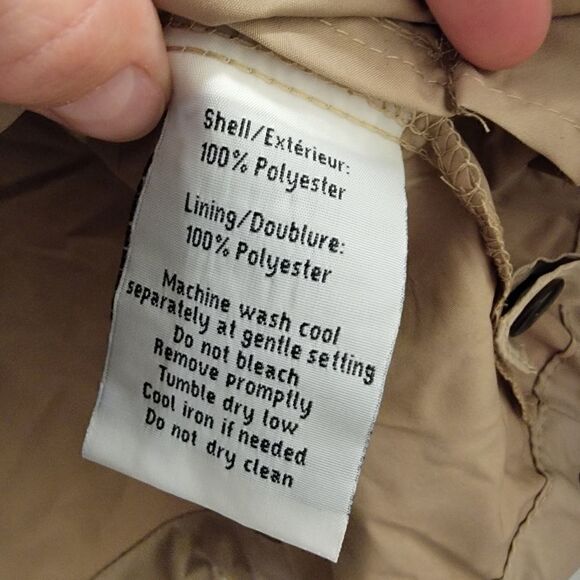 Shell/Extérieur:
100% Polyester
Lining/Doublure:
100% Polyester
Machine wash cool
separately at gentle setting
Do not bleach
Remove promptly
Tumble dry low
Cool iron if needed
Do not dry clean